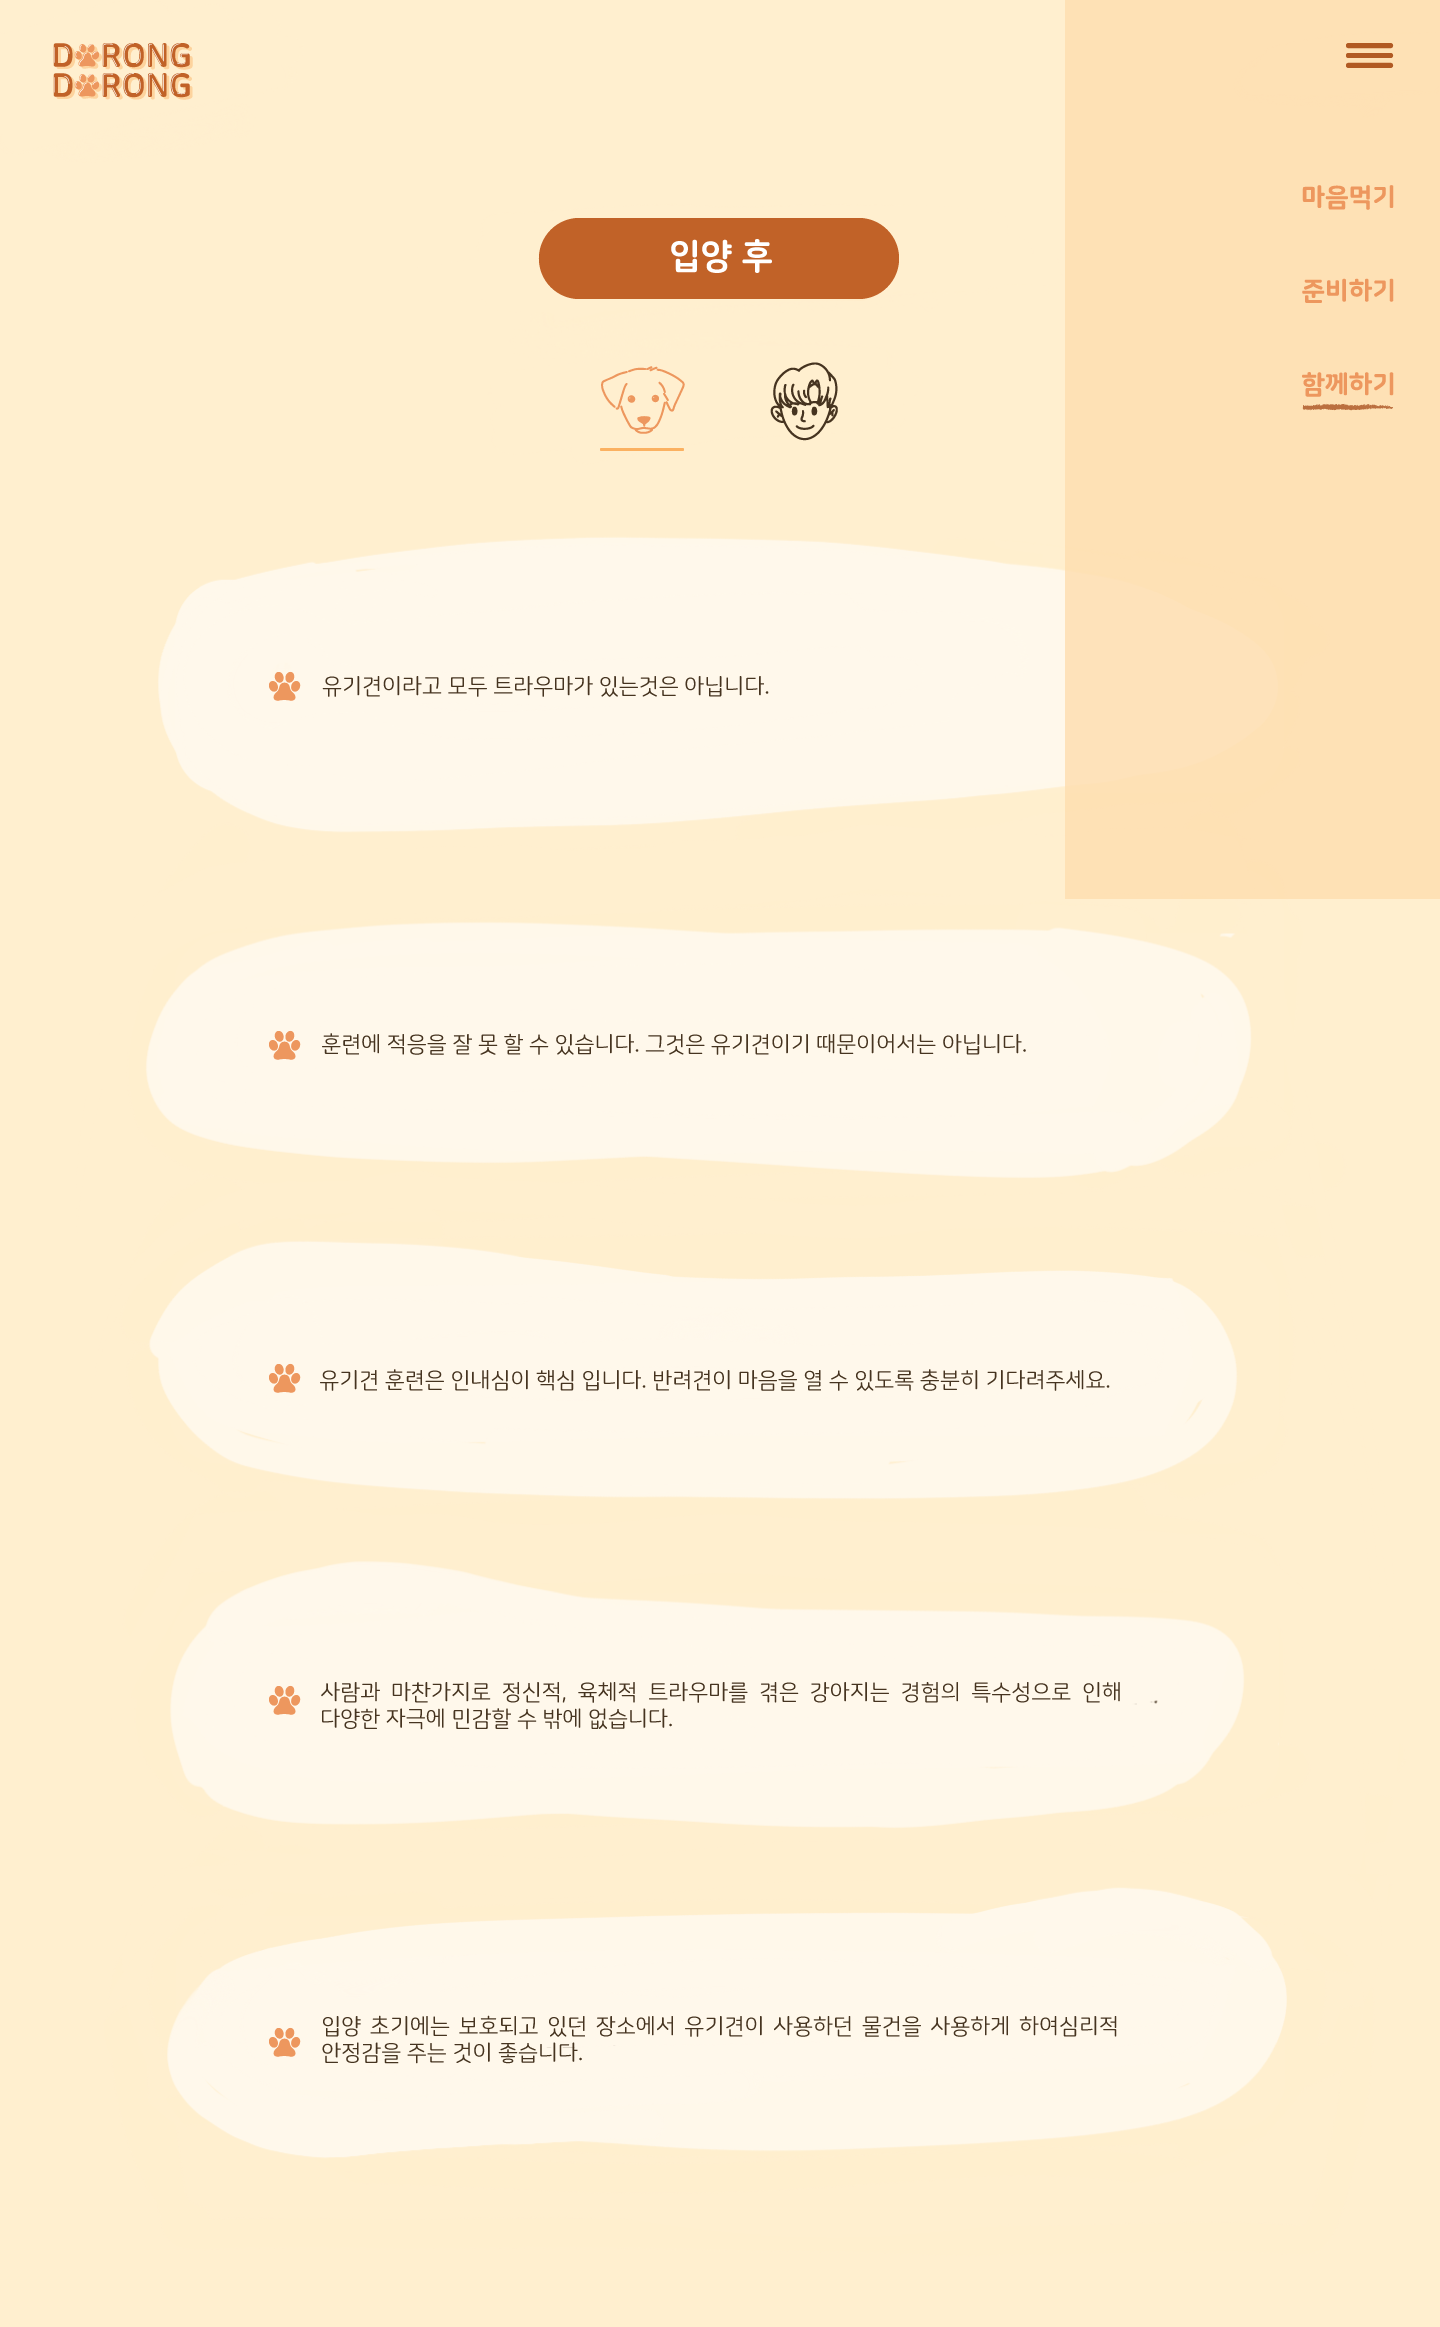 DORONG
DORONG
마음먹기
준비하기
함께하기
입양 후
유기견이라고 모두 트라우마가 있는것은 아닙니다.
훈련에 적응을 잘 못 할 수 있습니다. 그것은 유기견이기 때문이어서는 아닙니다.
유기견 훈련은 인내심이 핵심 입니다. 반려견이 마음을 열 수 있도록 충분히 기다려주세요.
사람과 마찬가지로 정신적, 육체적 트라우마를 겪은 강아지는 경험의 특수성으로 인해
다양한 자극에 민감할 수 밖에 없습니다.
입양 초기에는 보호되고 있던 장소에서 유기견이 사용하던 물건을 사용하게 하여심리적
안정감을 주는 것이 좋습니다.